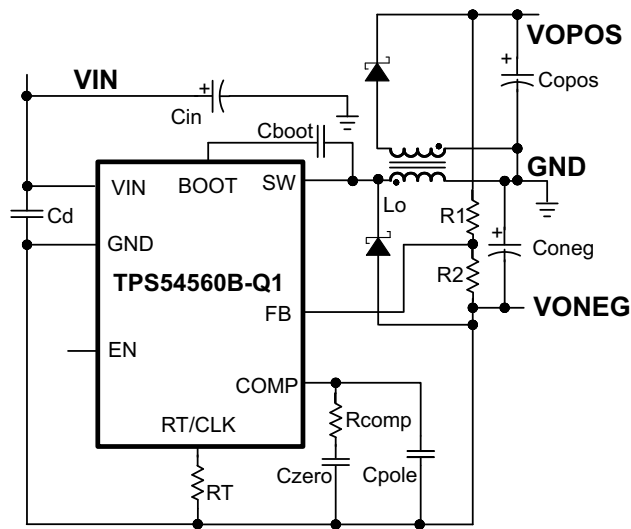 VOPOS
VIN
+
Cin
+
Copos
Cboot
VIN
BOOT
SW
GND
Lo
Cd
R1
+
GND
Coneg
TPS54560B-Q1
R2
FB
VONEG
EN
COMP
Rcomp
RT/CLK
Czero
Cpole
RT